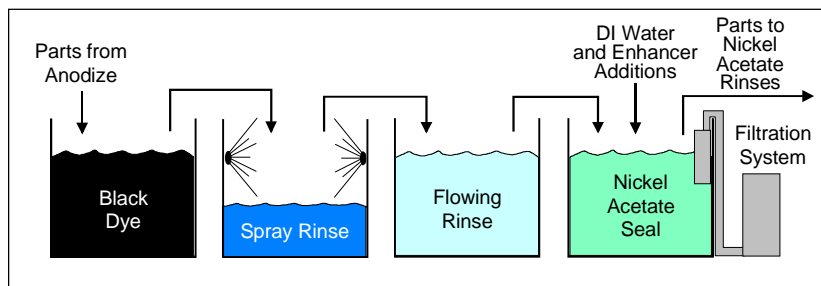 Parts from
Anodize
DI Water
and Enhancer
Additions
Parts to
Nickel
Acetate
Rinses
Filtration
System
Black
Dye
Spray Rinse
Flowing
Rinse
Nickel
Acetate
Seal